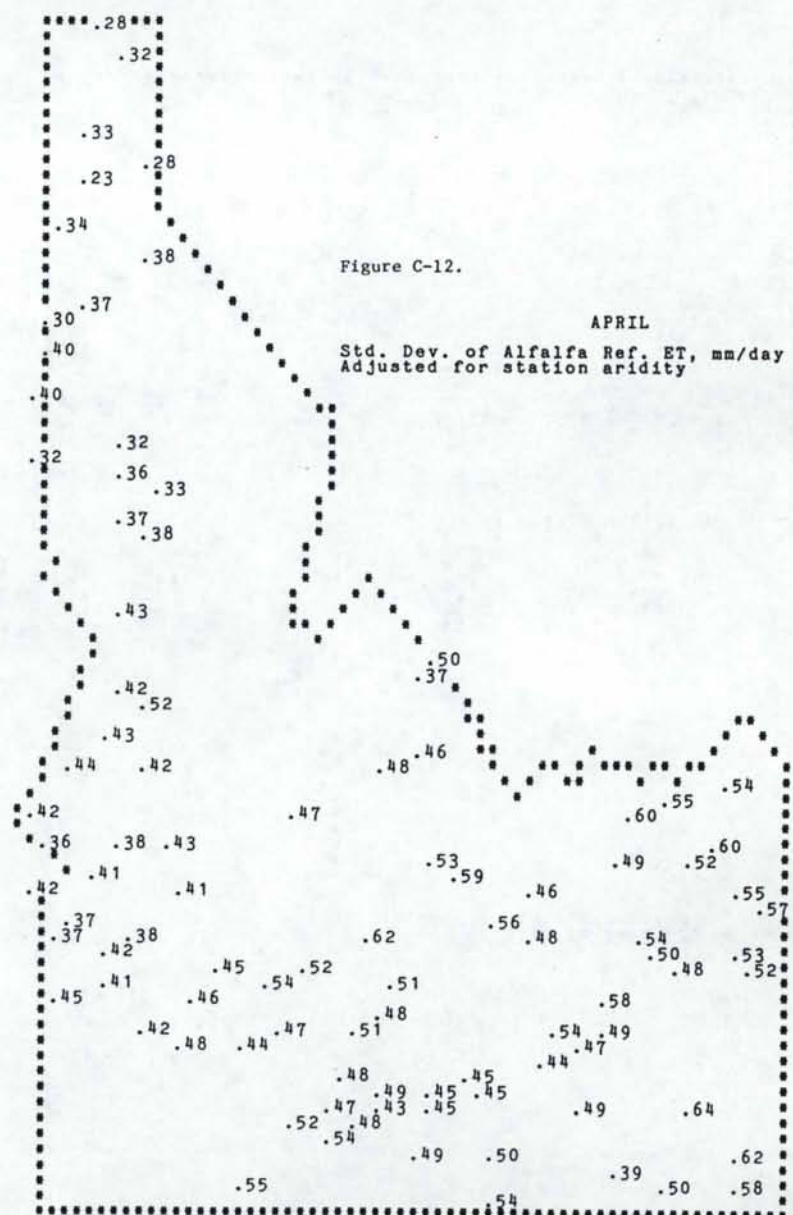 .28
.32
.33
.28
.23
.34
.38
Figure C-12.
.37
.30
APRIL
.40
Std. Dev. of Alfalfa Ref. ET, mm/day
Adjusted for station aridity
.40
.32
.32
.36
.33
.37
.38
.43
.50
.37
.42
.52
.43
.46
.44 .42 .48
.54
.55
.42 .47 .60
.36 .38 .43 .60
.53 .49 .52
.41 .59
.42 .41 .46 .55
.57
.37 .56
.37 .38 .62 .48 .54
.42 .50 .53
.45 .52 .48 .52
.41 .54 .51
.45 .46 .58
.48
.42 .47 .51 .54 .49
.48 .44 .47
.44
.48 .45
.49 .45 .45
.47 .43 .45 .49 .64
.52 .48
.54
.49 .50 .62
.39
.55 .50 .58
.54